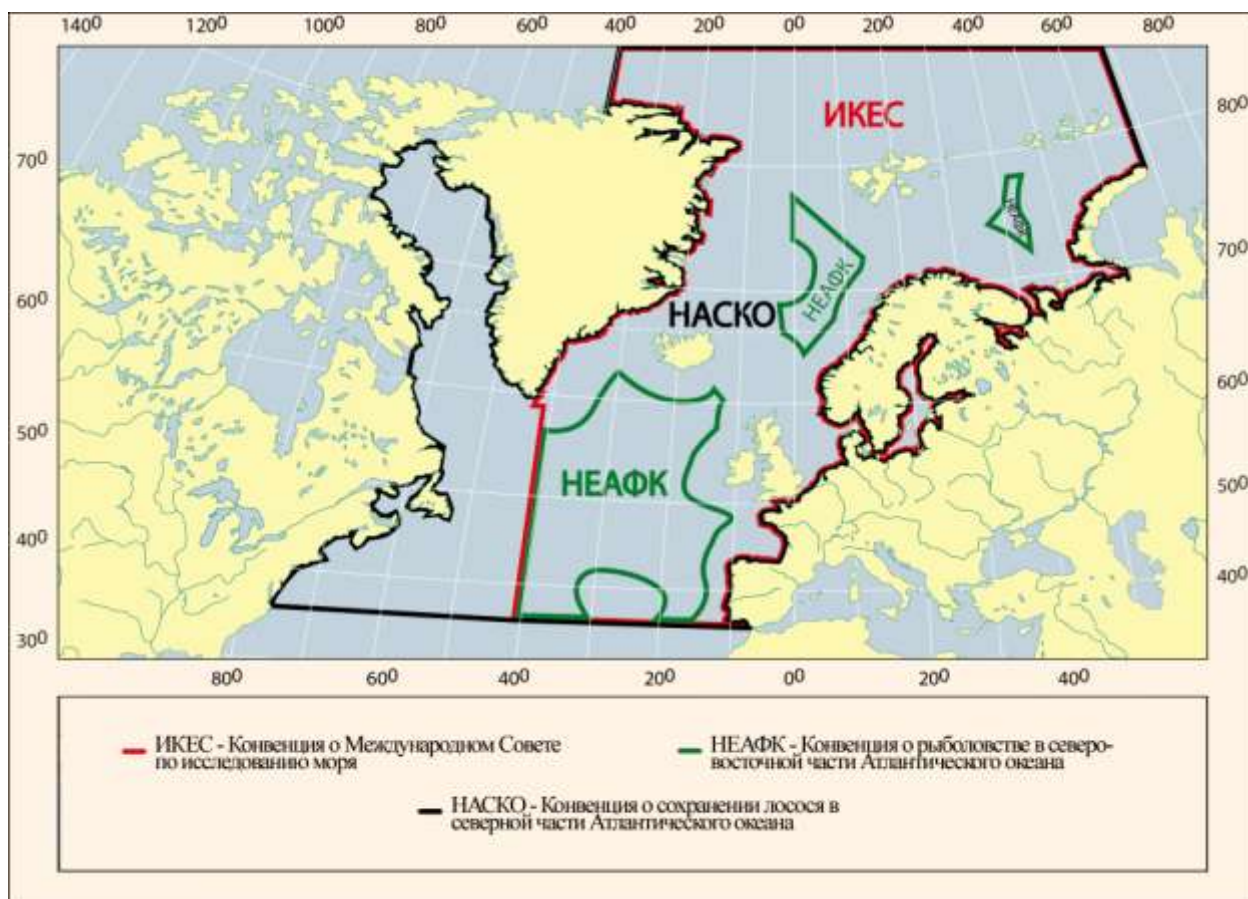 140⁰ 120⁰ 100⁰ 80⁰ 60⁰ 40⁰ 20⁰ 0⁰ 20⁰ 40⁰ 60⁰ 80⁰
ИКЕС
80⁰
70⁰
НЕАФК
70⁰
НЕАФК
60⁰
НАСКО
60⁰
50⁰
НЕАФК
50⁰
40⁰
40⁰
30⁰
80⁰ 60⁰ 40⁰ 20⁰ 0⁰ 20⁰ 40⁰
ИКЕС - Конвенция о Международном Совете
по исследованию моря
НЕАФК - Конвенция о рыболовстве в северо-
восточной части Атлантического океана
НАСКО - Конвенция о сохранении лосося в
северной части Атлантического океана